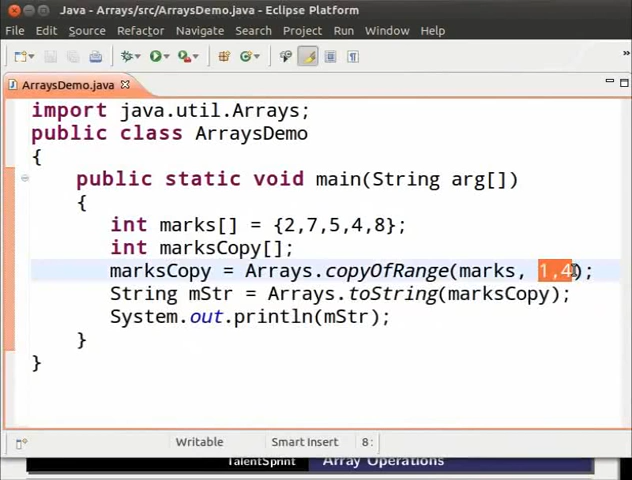 Java - Arrays/src/ArraysDemo.java - Eclipse Platform
File Edit Source Refactor Navigate Search Project Run Window Help
»
ArraysDemo.java
import java.util.Arrays;
public class ArraysDemo
{
public static void main(String arg[])
{
int marks[] = {2,7,5,4,8};
int marksCopy[];
marksCopy = Arrays.copyOfRange(marks, 1,4);
String mStr = Arrays.toString(marksCopy);
System.out.println(mStr);
}
}
Writable Smart Insert 8:
TalentSprint Array Operations